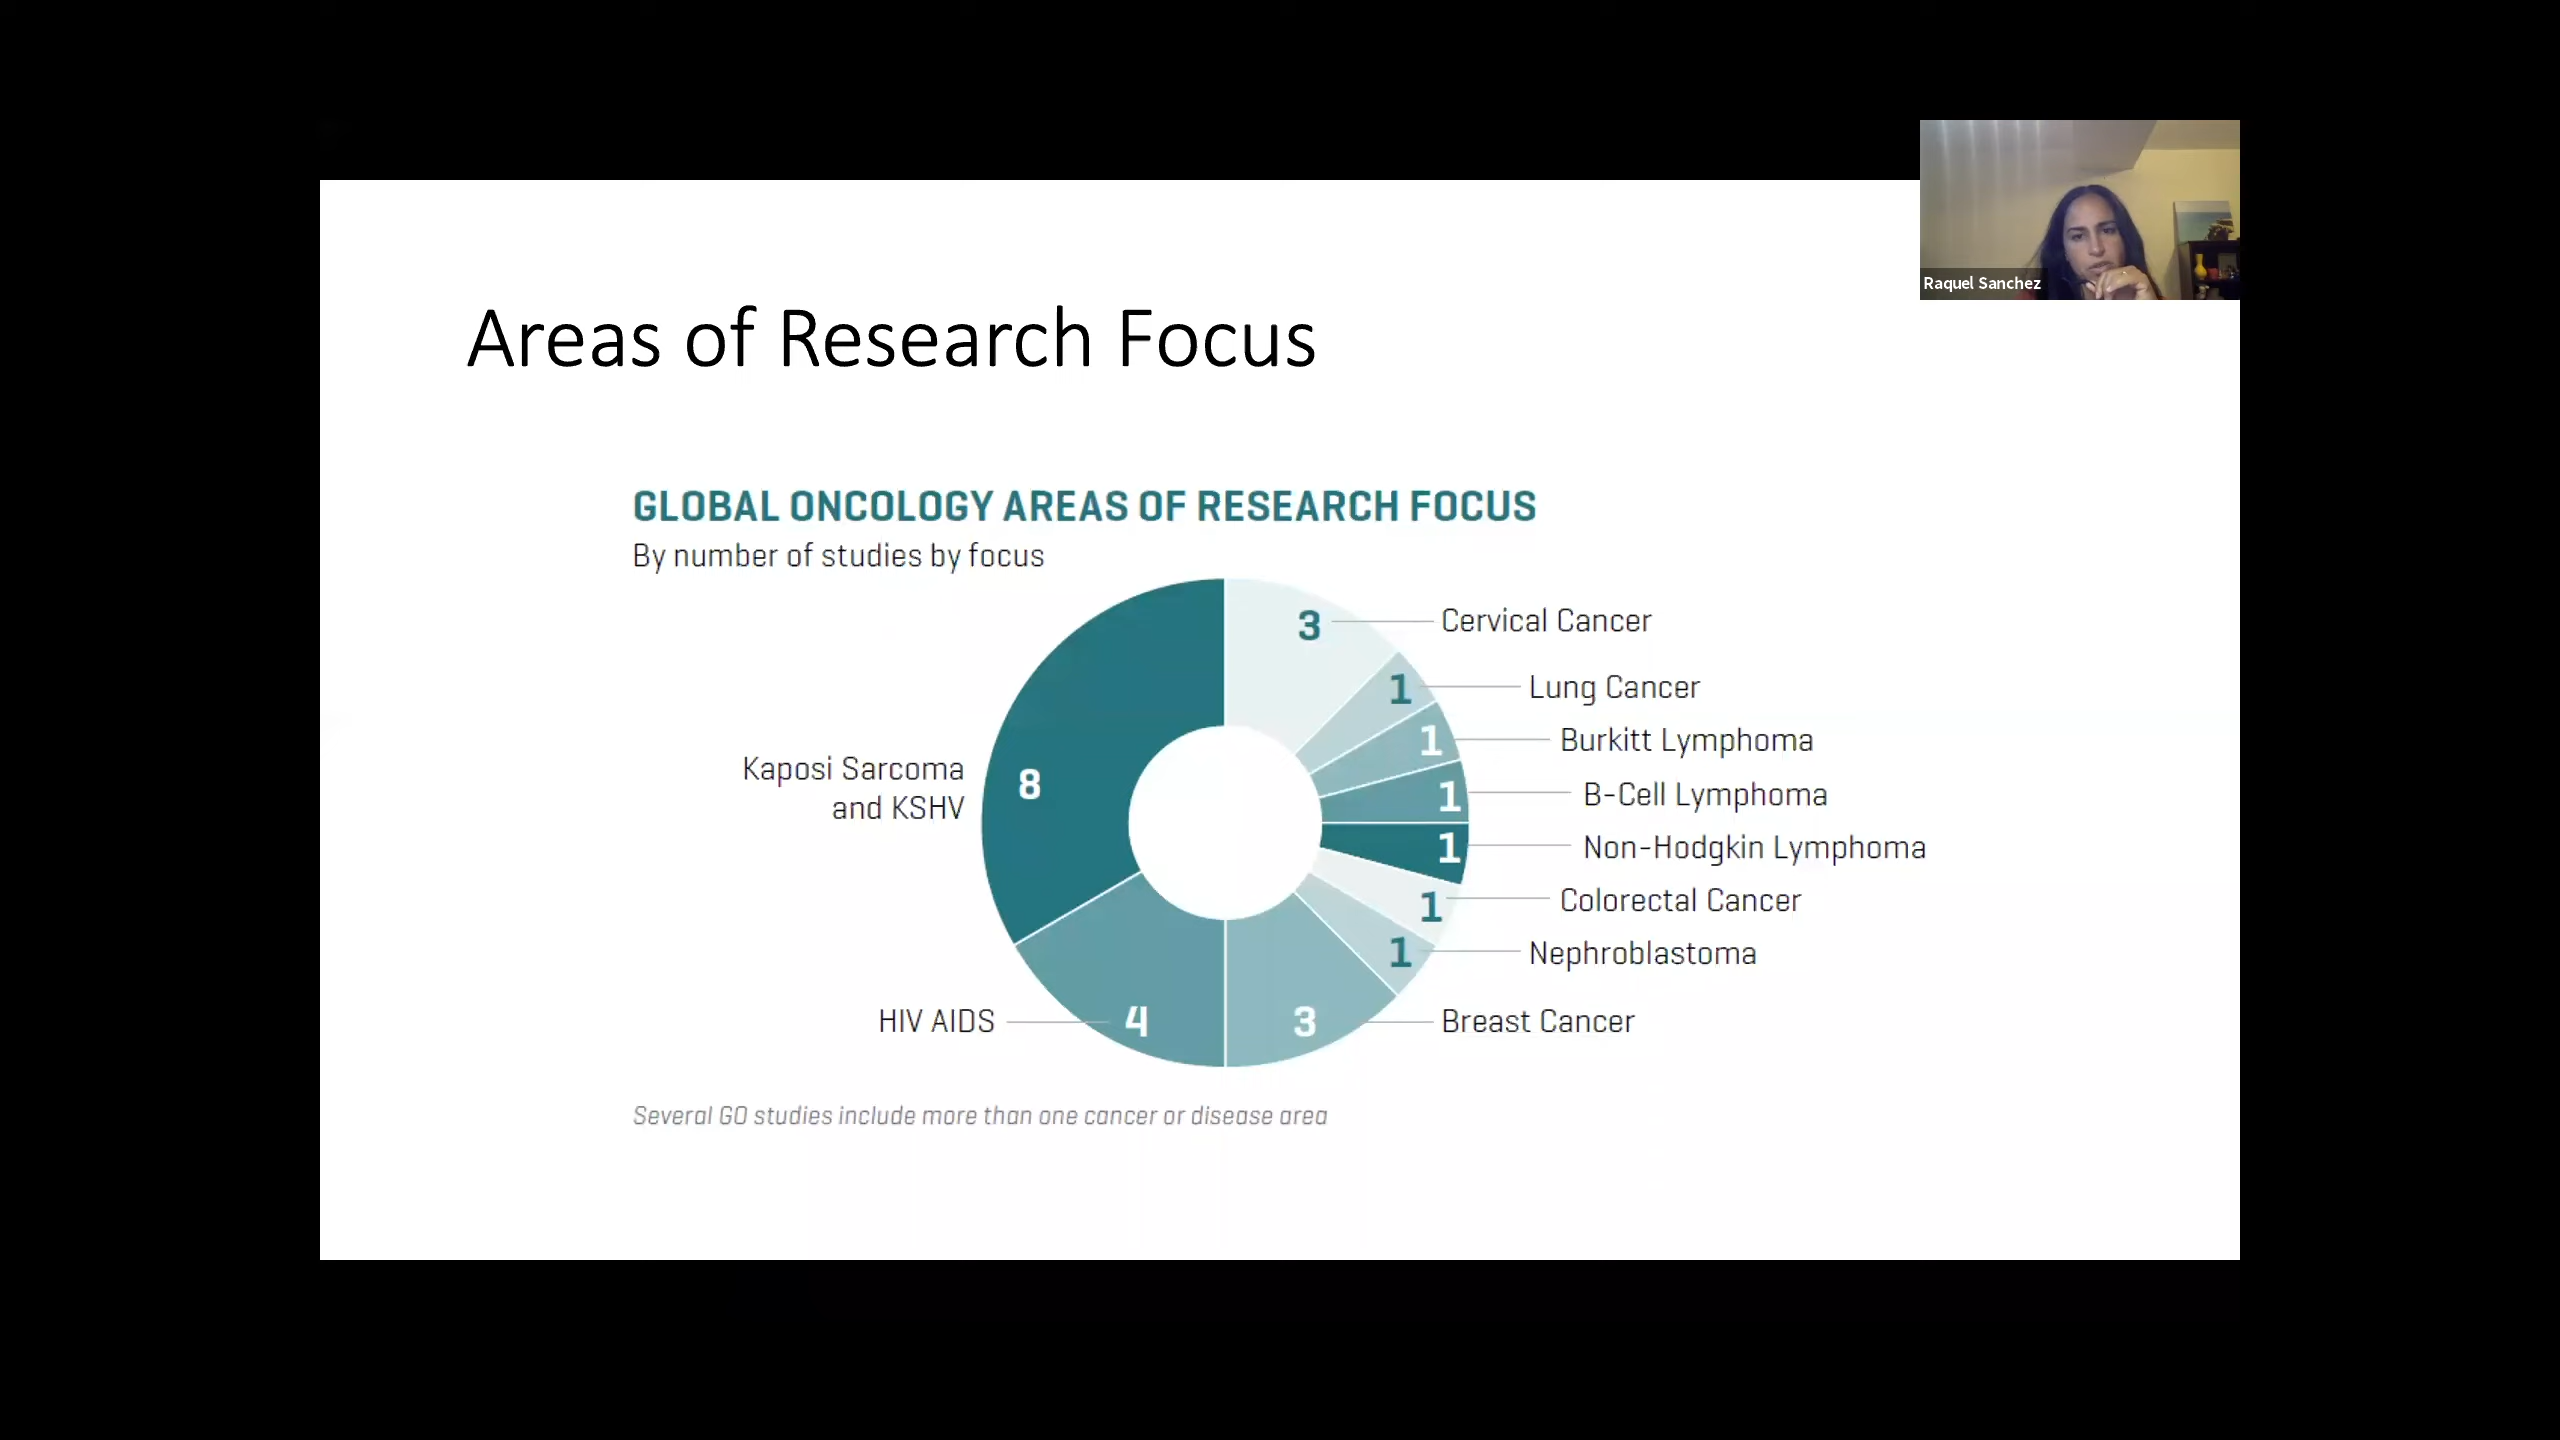 Raquel Sanchez
Areas of Research Focus
GLOBAL ONCOLOGY AREAS OF RESEARCH FOCUS
By number of studies by focus
3 Cervical Cancer
1 Lung Cancer
1 Burkitt Lymphoma
1 B-Cell Lymphoma
1 Non-Hodgkin Lymphoma
1 Colorectal Cancer
1 Nephroblastoma
3 Breast Cancer
HIV AIDS 4
Kaposi Sarcoma
and KSHV
8
Several GO studies include more than one cancer or disease area